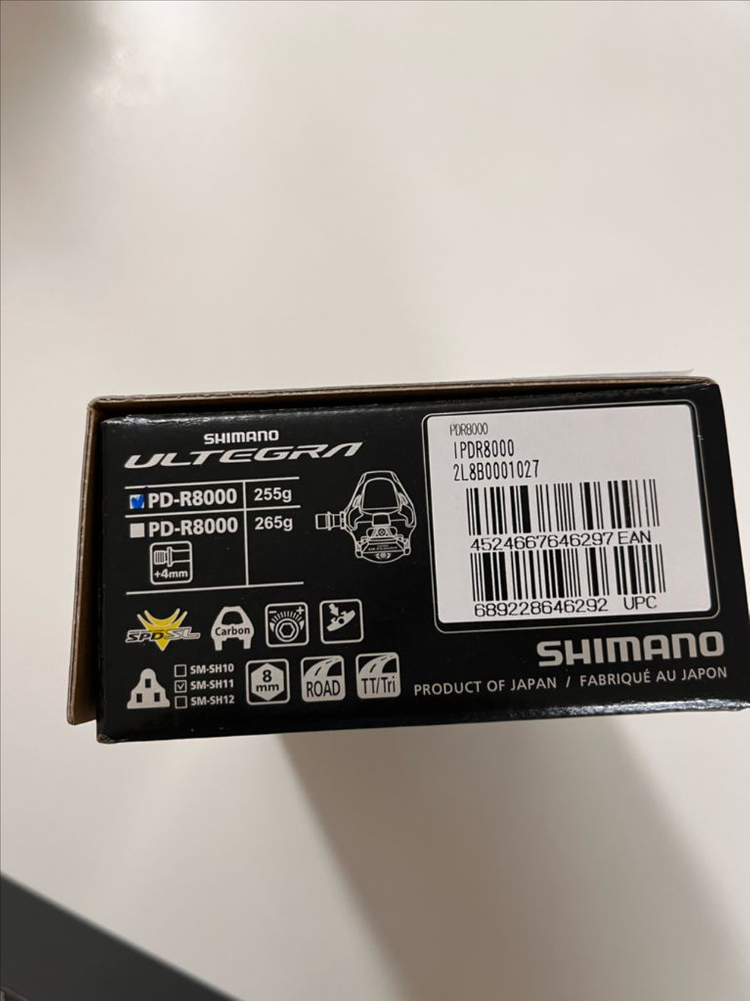 SHIMANO
ULTEGRA
PD-R8000 255g
PD-R8000 265g
+4mm
SPD-SL
Carbon
SM-SH10
SM-SH11
SM-SH12
8 mm
ROAD
TT/Tri
PDR8000
IPDR8000
2L8B0001027
4524667646297 EAN
689228646292 UPC
SHIMANO
PRODUCT OF JAPAN / FABRIQUÉ AU JAPON